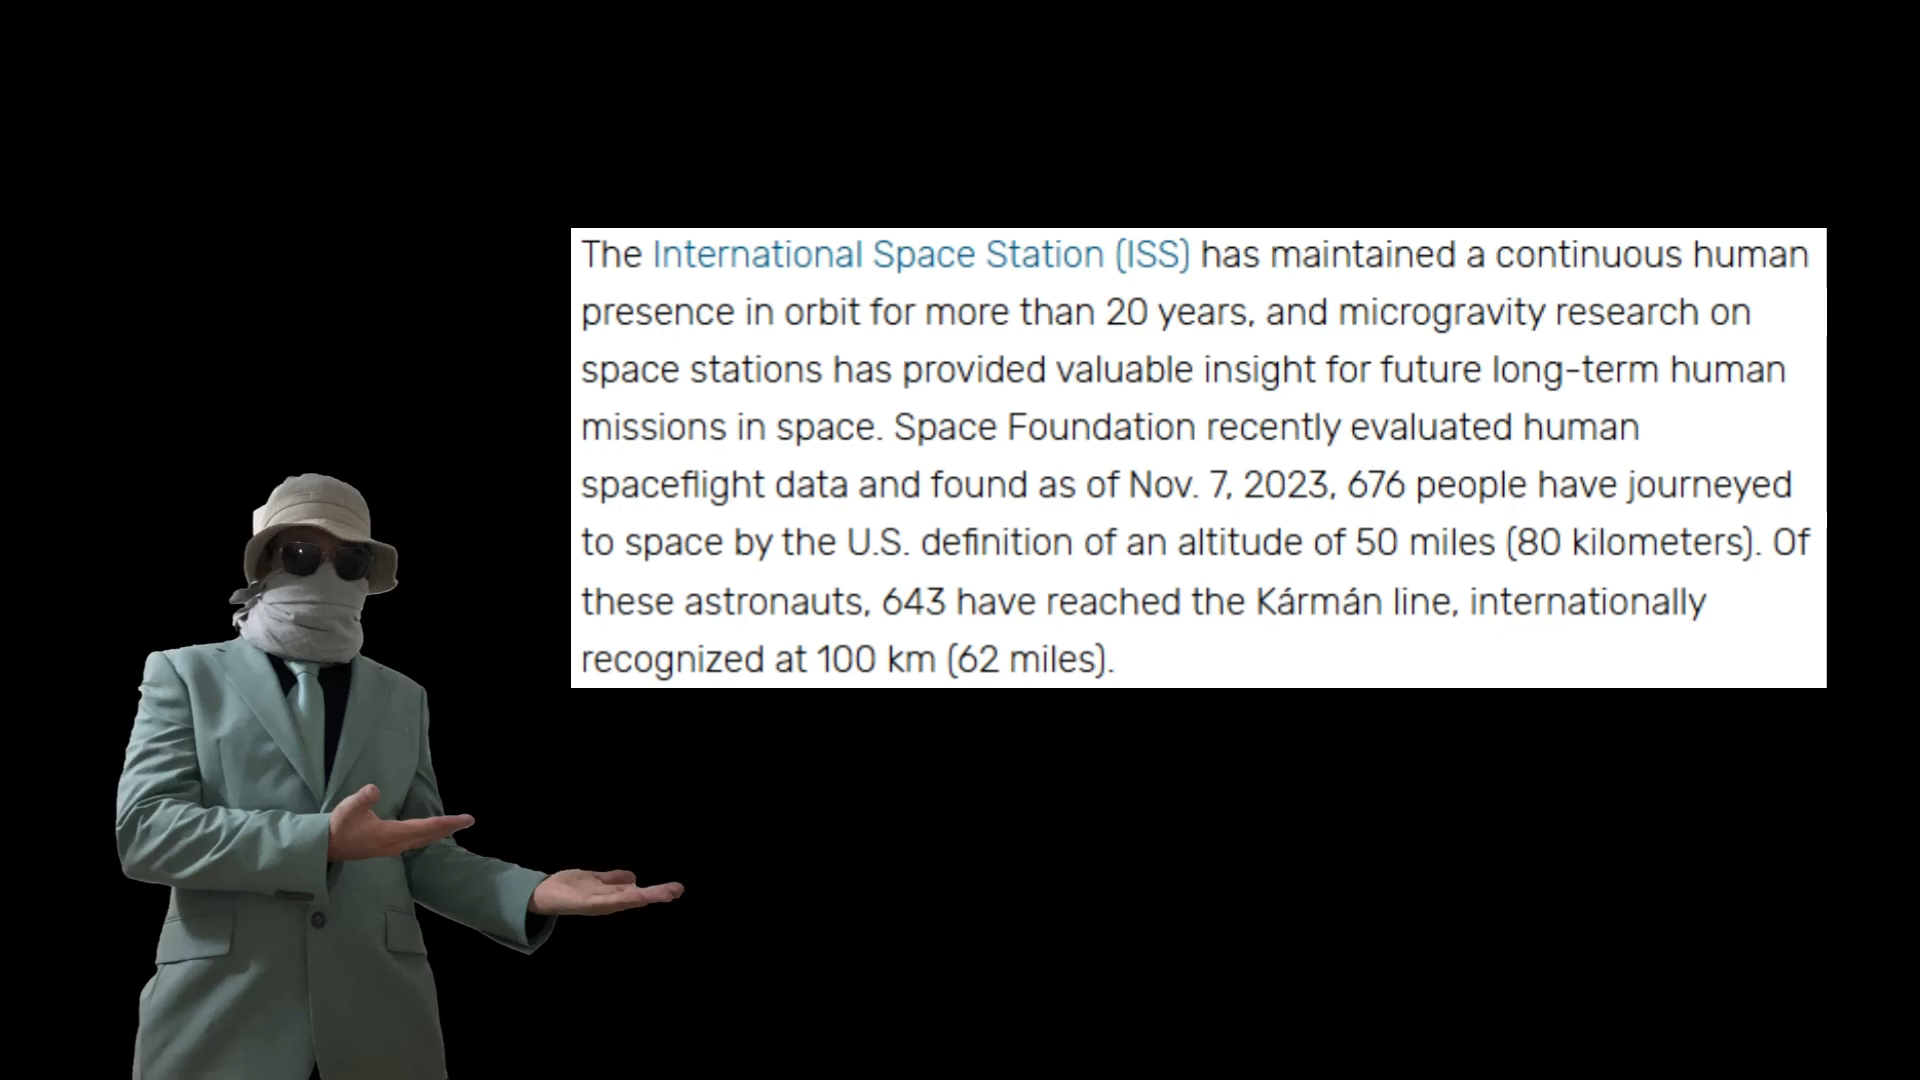 The International Space Station (ISS) has maintained a continuous human
presence in orbit for more than 20 years, and microgravity research on
space stations has provided valuable insight for future long-term human
missions in space. Space Foundation recently evaluated human
spaceflight data and found as of Nov. 7, 2023, 676 people have journeyed
to space by the U.S. definition of an altitude of 50 miles (80 kilometers). Of
these astronauts, 643 have reached the Kármán line, internationally
recognized at 100 km (62 miles).